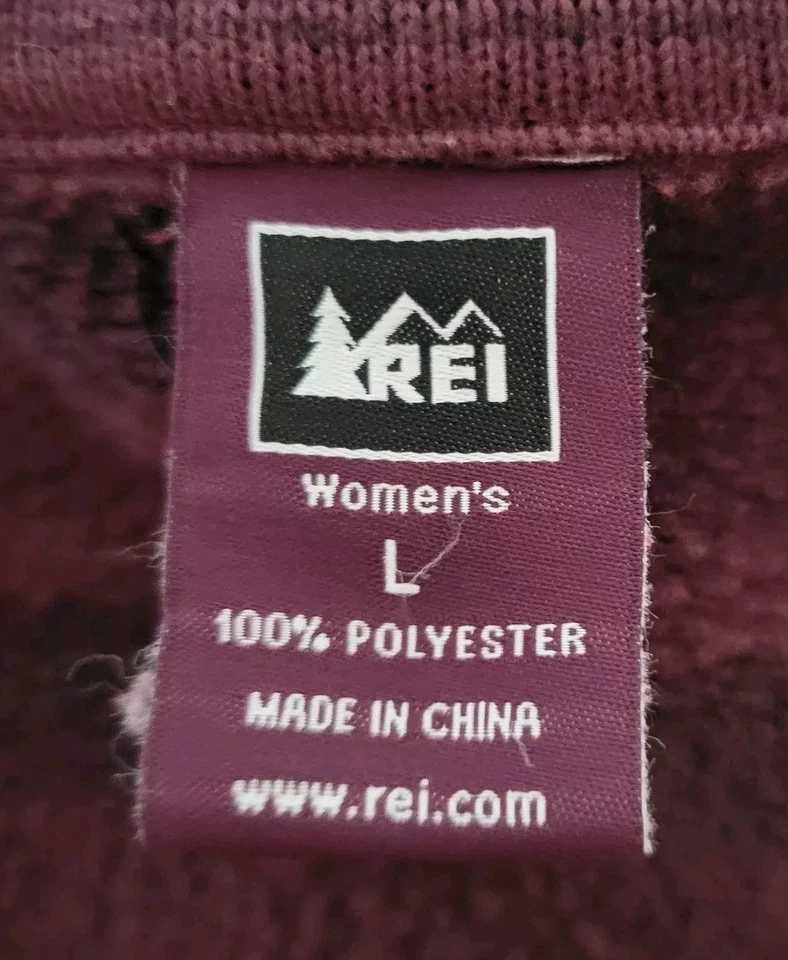 REI
Women's
L
100% POLYESTER
MADE IN CHINA
www.rei.com